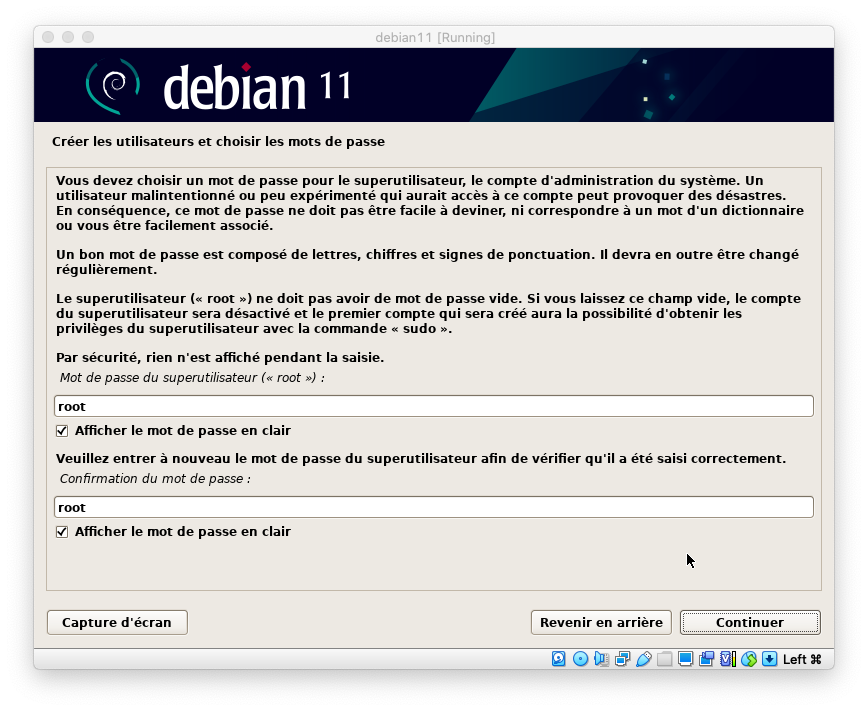 debian11 [Running]
debian 11
Créer les utilisateurs et choisir les mots de passe
Vous devez choisir un mot de passe pour le superutilisateur, le compte d'administration du système. Un
utilisateur malintentionné ou peu expérimenté qui aurait accès à ce compte peut provoquer des désastres.
En conséquence, ce mot de passe ne doit pas être facile à deviner, ni correspondre à un mot d'un dictionnaire
ou vous être facilement associé.
Un bon mot de passe est composé de lettres, chiffres et signes de ponctuation. Il devra en outre être changé
régulièrement.
Le superutilisateur (« root ») ne doit pas avoir de mot de passe vide. Si vous laissez ce champ vide, le compte
du superutilisateur sera désactivé et le premier compte qui sera créé aura la possibilité d'obtenir les
privilèges du superutilisateur avec la commande « sudo ».
Par sécurité, rien n'est affiché pendant la saisie.
Mot de passe du superutilisateur (« root ») :
root
Afficher le mot de passe en clair
Veuillez entrer à nouveau le mot de passe du superutilisateur afin de vérifier qu'il a été saisi correctement.
Confirmation du mot de passe :
root
Afficher le mot de passe en clair
Capture d'écran
Revenir en arrière
Continuer
Left ⌘